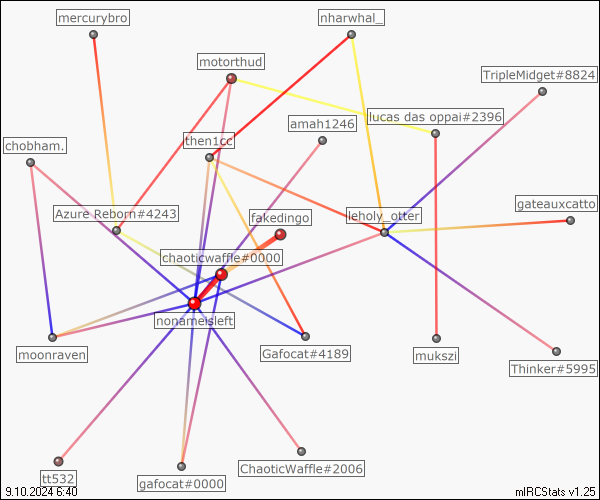 mercurybro
nharwhal_
motorthud
TripleMidget#8824
lucas das oppai#2396
amah1246
then1cc
chobham.
gateauxcatto
Azure_Reborn#4243
fakedingo
leholy_otter
chaoticwaffle#0000
nonameisleft
moonraven
Gafocat#4189
mukszi
Thinker#5995
ChaoticWaffle#2006
tt532
gafocat#0000
9.10.2024 6:40
mIRCStats v1.25